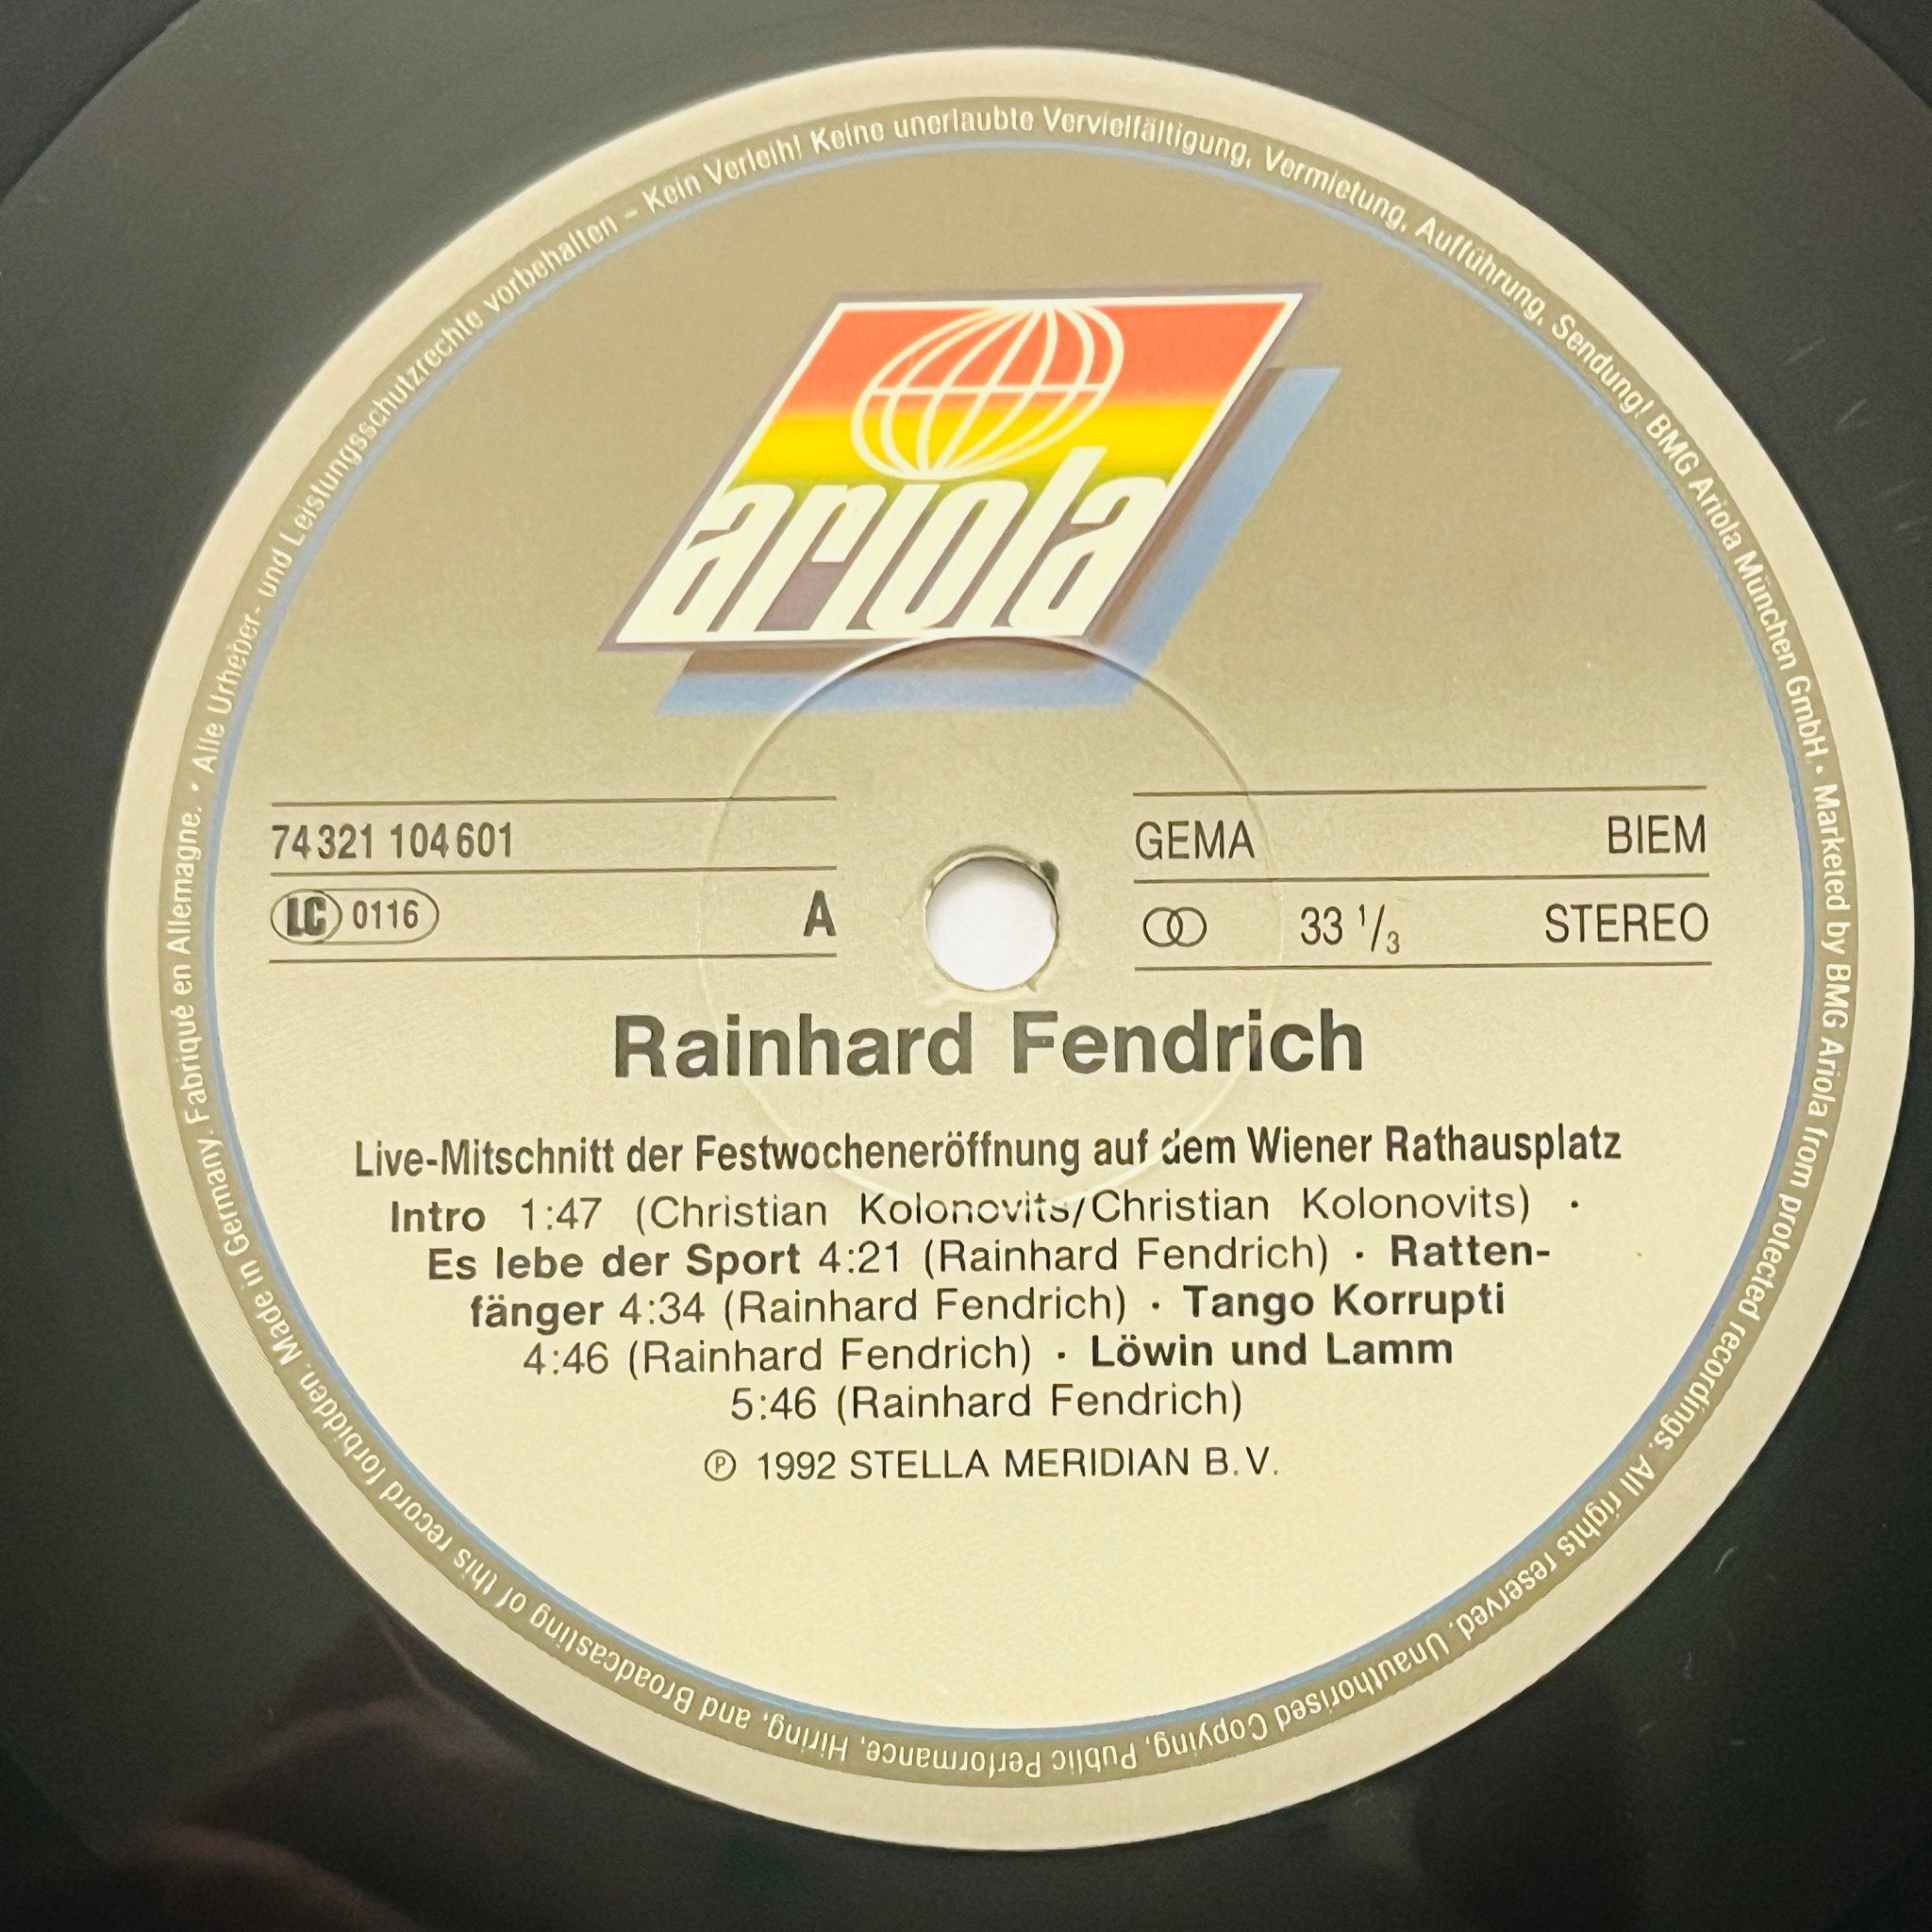 Alle Urheber- und Leistungsschutzrechte vorbehalten – Kein Verleih! Keine unerlaubte Vervielfältigung, Vermietung, Aufführung, Sendung! BMG Ariola München GmbH • Marketed by BMG Ariola from protected recordings. All rights reserved. Unauthorised Copying, Public Performance, Hiring, and Broadcasting of this record forbidden. Made in Germany. Fabriqué en Allemagne. •
ariola
74321 104601
LC 0116 A
GEMA BIEM
33 1/3 STEREO
Rainhard Fendrich
Live-Mitschnitt der Festwocheneröffnung auf dem Wiener Rathausplatz
Intro 1:47 (Christian Kolonovits/Christian Kolonovits) ·
Es lebe der Sport 4:21 (Rainhard Fendrich) · Ratten-
fänger 4:34 (Rainhard Fendrich) · Tango Korrupti
4:46 (Rainhard Fendrich) · Löwin und Lamm
5:46 (Rainhard Fendrich)
℗ 1992 STELLA MERIDIAN B.V.